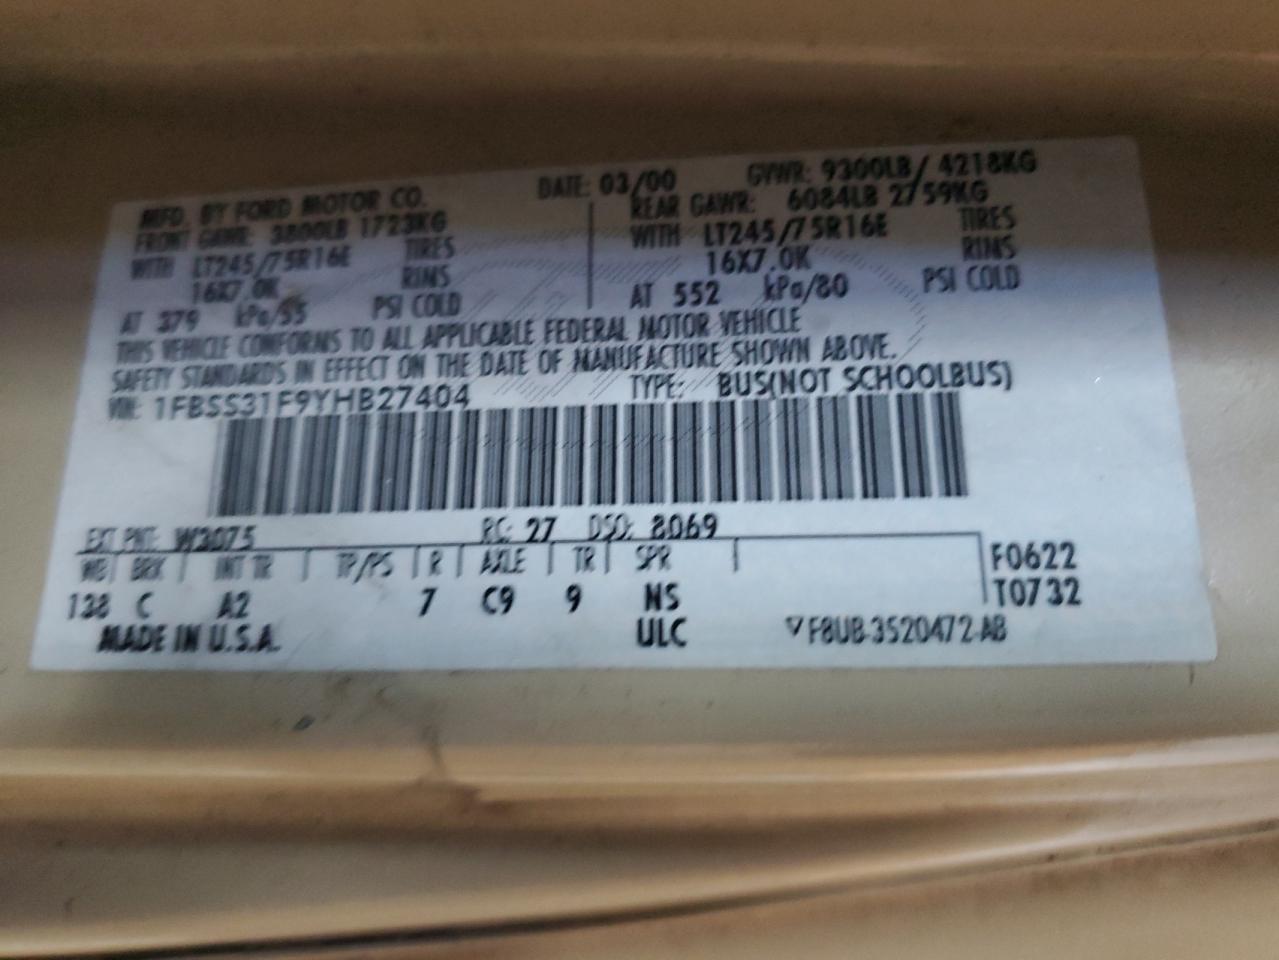 MFD. BY FORD MOTOR CO. DATE: 03/00 GVWR: 9300LB/ 4218KG
FRONT GAWR: 3800LB 1723KG REAR GAWR: 6084LB 2759KG
WITH LT245/75R16E TIRES WITH LT245/75R16E TIRES
16X7.0K RINS 16X7.0K RINS
AT 379 kPa/55 PSI COLD AT 552 kPa/80 PSI COLD
THIS VEHICLE CONFORMS TO ALL APPLICABLE FEDERAL MOTOR VEHICLE
SAFETY STANDARDS IN EFFECT ON THE DATE OF MANUFACTURE SHOWN ABOVE.
VIN: 1FBSS31F9YHB27404 TYPE: BUS(NOT SCHOOLBUS)
EXT PNT: W3075 RC: 27 DSO: 8069
WB BRK INT TR TP/PS R AXLE TR SPR F0622
138 C A2 7 C9 9 NS T0732
MADE IN U.S.A. ULC ▽F8UB-3520472-AB